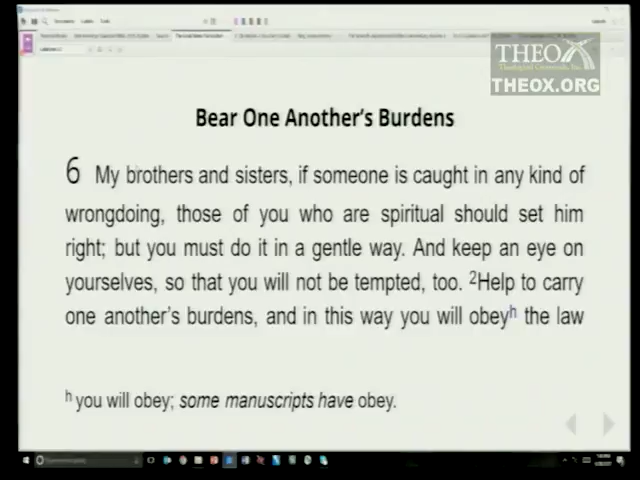 THEOX
THEOX.ORG
Bear One Another's Burdens
6 My brothers and sisters, if someone is caught in any kind of
wrongdoing, those of you who are spiritual should set him
right; but you must do it in a gentle way. And keep an eye on
yourselves, so that you will not be tempted, too. ²Help to carry
one another's burdens, and in this way you will obeyʰ the law
ʰ you will obey; some manuscripts have obey.